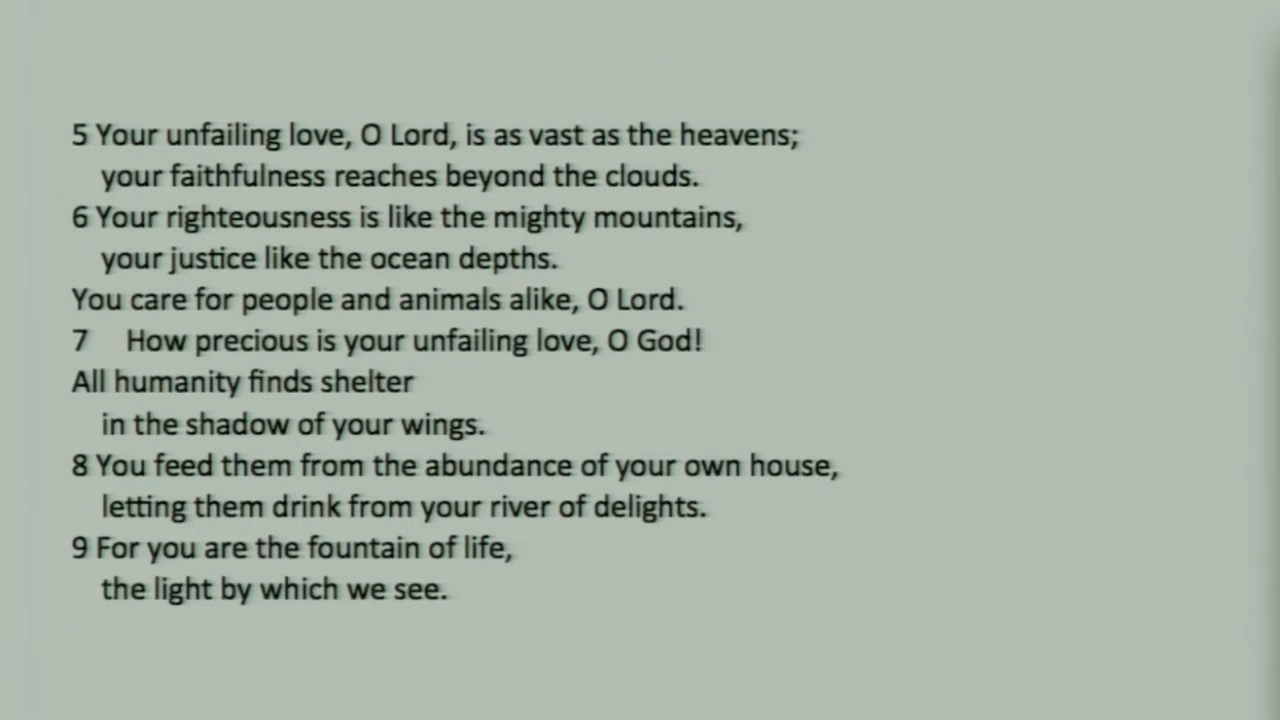 5 Your unfailing love, O Lord, is as vast as the heavens;
your faithfulness reaches beyond the clouds.
6 Your righteousness is like the mighty mountains,
your justice like the ocean depths.
You care for people and animals alike, O Lord.
7 How precious is your unfailing love, O God!
All humanity finds shelter
in the shadow of your wings.
8 You feed them from the abundance of your own house,
letting them drink from your river of delights.
9 For you are the fountain of life,
the light by which we see.